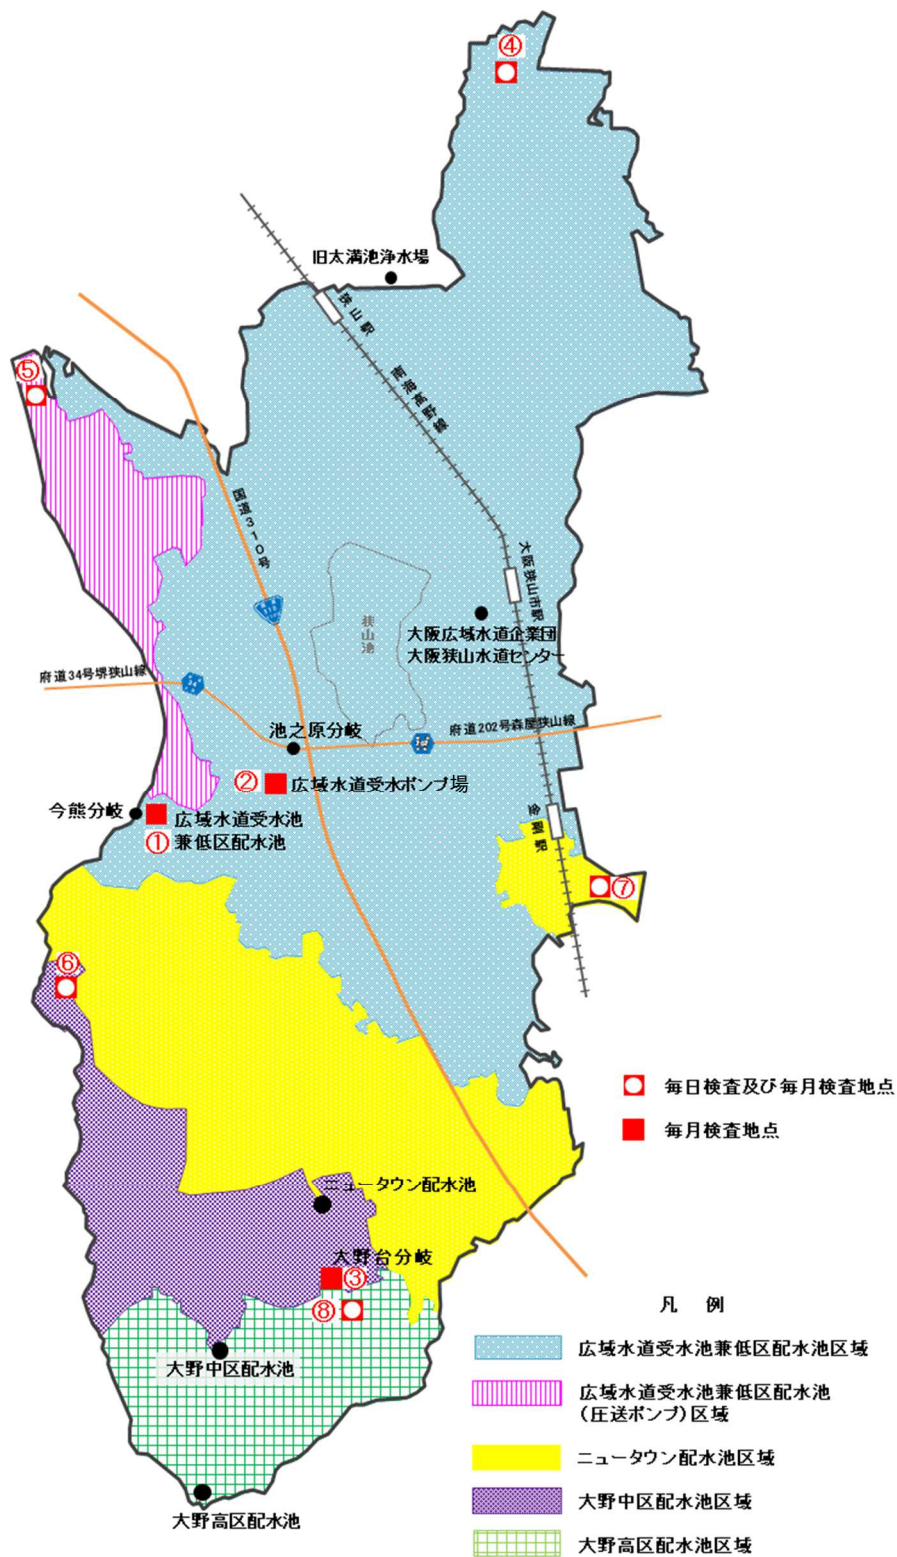 ④
旧太満池浄水場
狭山駅
南海高野線
⑤
国道310号
大阪狭山市駅
狭山池
大阪広域水道企業団
大阪狭山水道センター
府道34号堺狭山線
34
池之原分岐
府道202号森屋狭山線
②
広域水道受水ポンプ場
今熊分岐
広域水道受水池
①
兼低区配水池
金剛駅
⑦
⑥
毎日検査及び毎月検査地点
毎月検査地点
ニュータウン配水池
大野台分岐
③
⑧
大野中区配水池
大野高区配水池
凡 例
広域水道受水池兼低区配水池区域
広域水道受水池兼低区配水池
(圧送ポンプ)区域
ニュータウン配水池区域
大野中区配水池区域
大野高区配水池区域